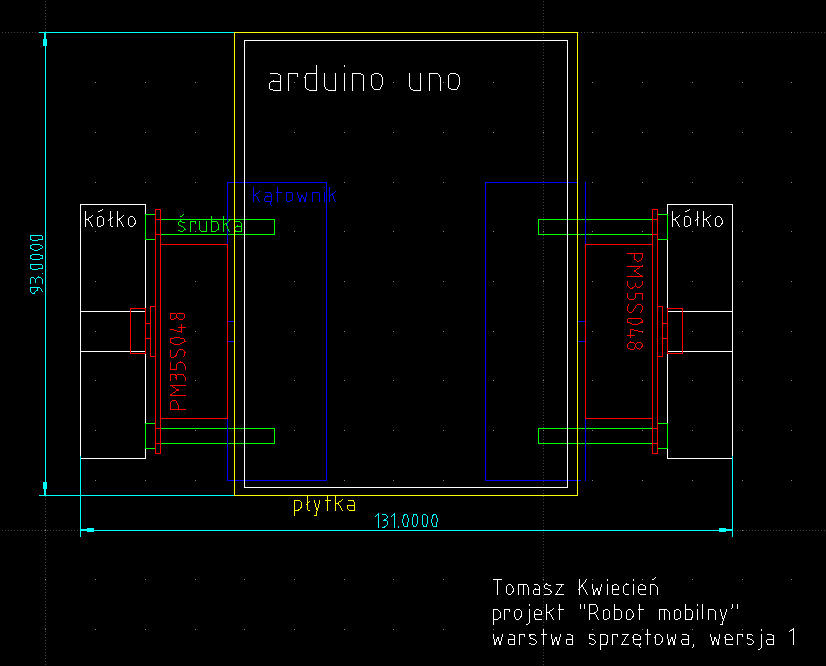 arduino uno
kątownik
kółko
śrubka
kółko
93.0000
PM35S048
PM35S048
płytka
131.0000
Tomasz Kwiecień
projekt "Robot mobilny"
warstwa sprzętowa, wersja 1